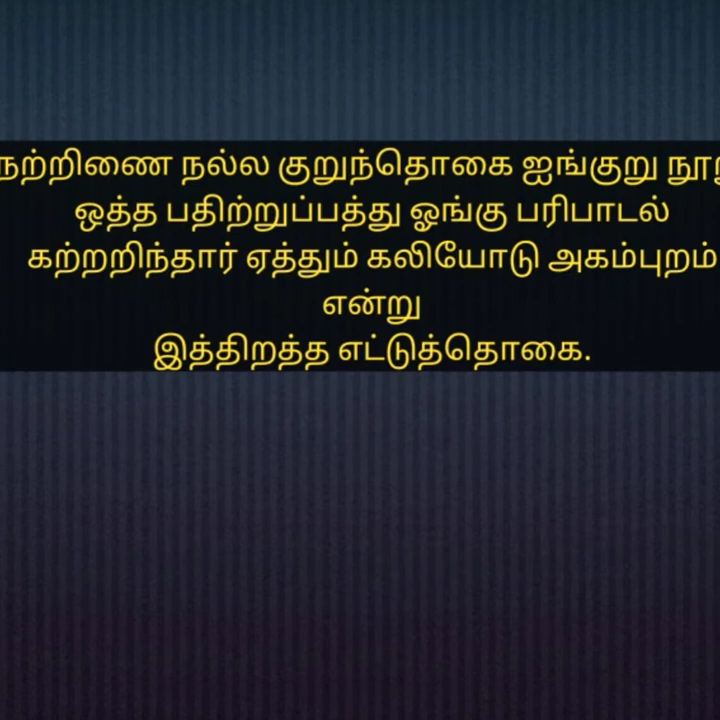 நற்றிணை நல்ல குறுந்தொகை ஐங்குறு
ஒத்த பதிற்றுப்பத்து ஓங்கு பரிபாடல்
கற்றறிந்தார் ஏத்தும் கலியோடு அகம்புறம்
என்று
இத்திறத்த எட்டுத்தொகை.